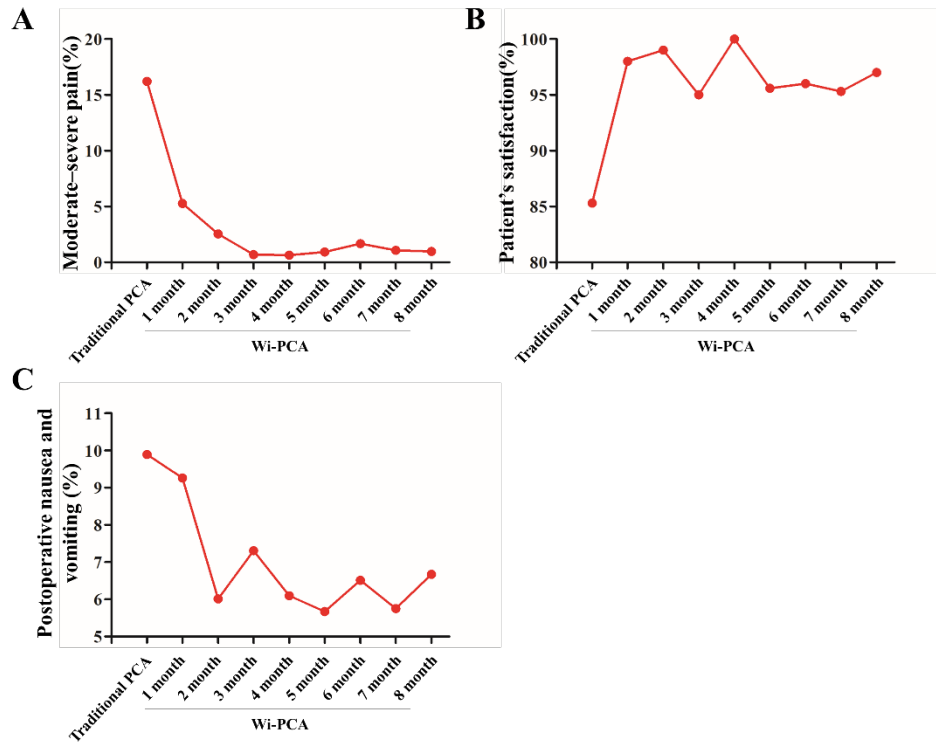 A
Moderate–severe pain(%)
20
15
10
5
0
Traditional PCA
1 month
2 month
3 month
4 month
5 month
6 month
7 month
8 month
Wi-PCA
B
Patient's satisfaction(%)
100
95
90
85
80
Traditional PCA
1 month
2 month
3 month
4 month
5 month
6 month
7 month
8 month
Wi-PCA
C
Postoperative nausea and
vomiting (%)
11
10
9
8
7
6
5
Traditional PCA
1 month
2 month
3 month
4 month
5 month
6 month
7 month
8 month
Wi-PCA